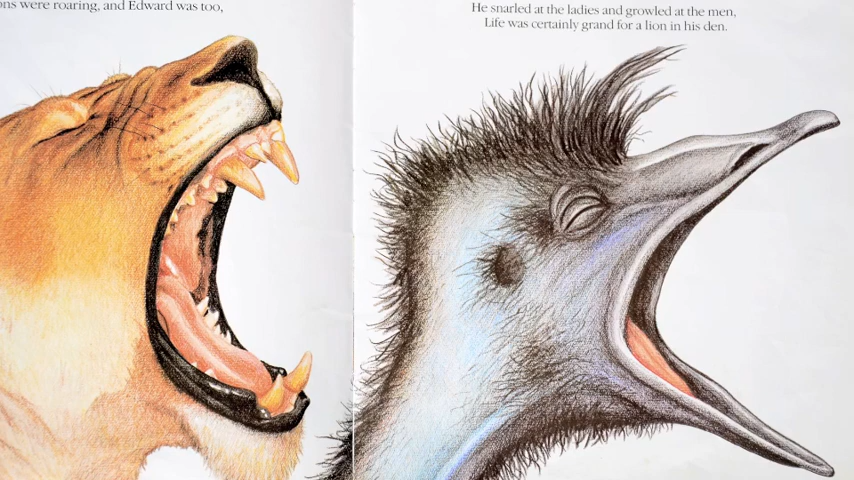 ons were roaring, and Edward was too,
He snarled at the ladies and growled at the men,
Life was certainly grand for a lion in his den.